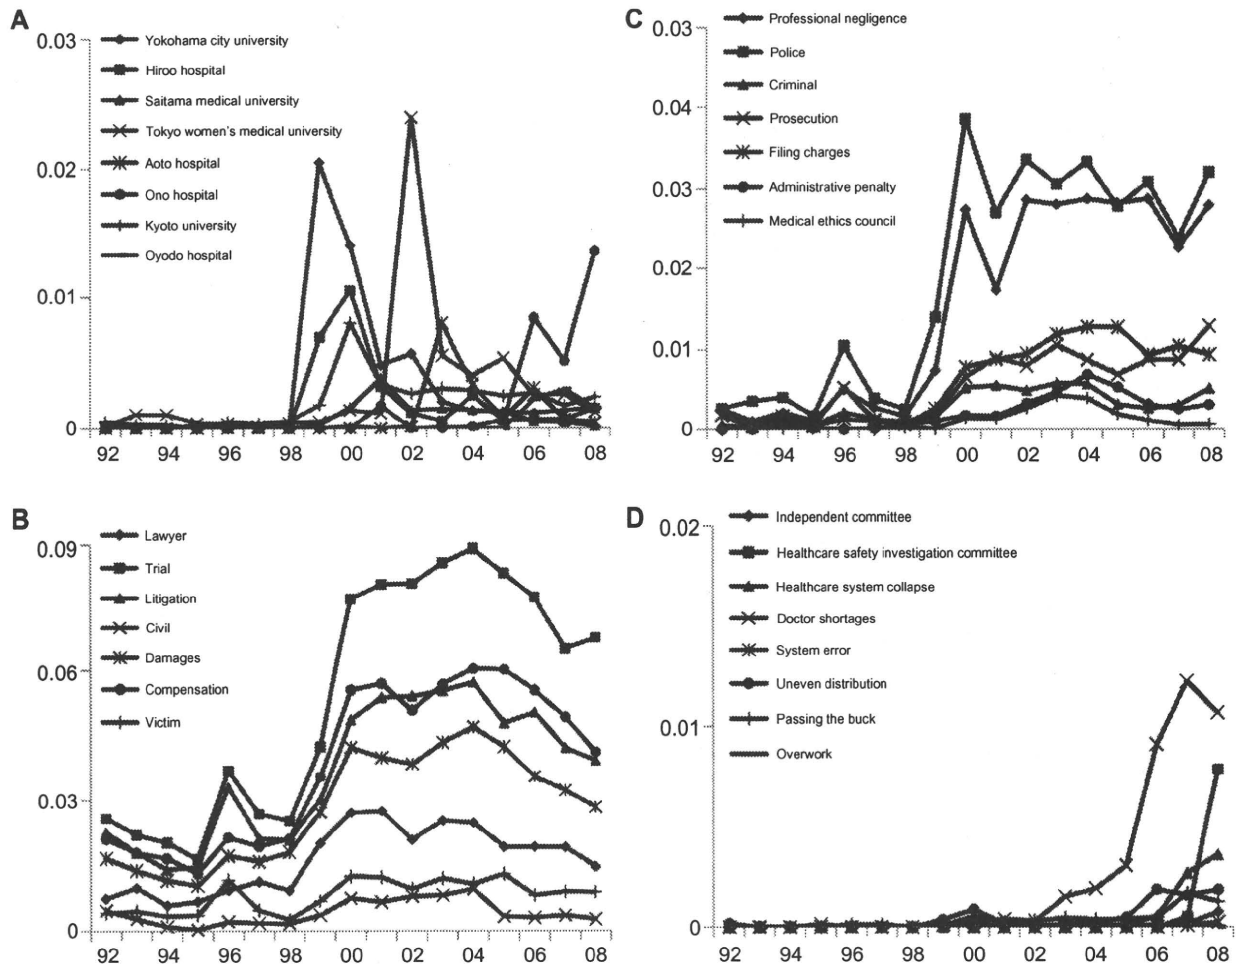 A
0.03
Yokohama city university
Hiroo hospital
Saitama medical university
Tokyo women's medical university
Aoto hospital
Ono hospital
Kyoto university
Oyodo hospital
0.02
0.01
0
92 94 96 98 00 02 04 06 08
C
0.03
Professional negligence
Police
Criminal
Prosecution
Filing charges
Administrative penalty
Medical ethics council
0.04
0.03
0.02
0.01
0
92 94 96 98 00 02 04 06 08
B
0.09
Lawyer
Trial
Litigation
Civil
Damages
Compensation
Victim
0.06
0.03
0
92 94 96 98 00 02 04 06 08
D
0.02
Independent committee
Healthcare safety investigation committee
Healthcare system collapse
Doctor shortages
System error
Uneven distribution
Passing the buck
Overwork
0.01
0
92 94 96 98 00 02 04 06 08